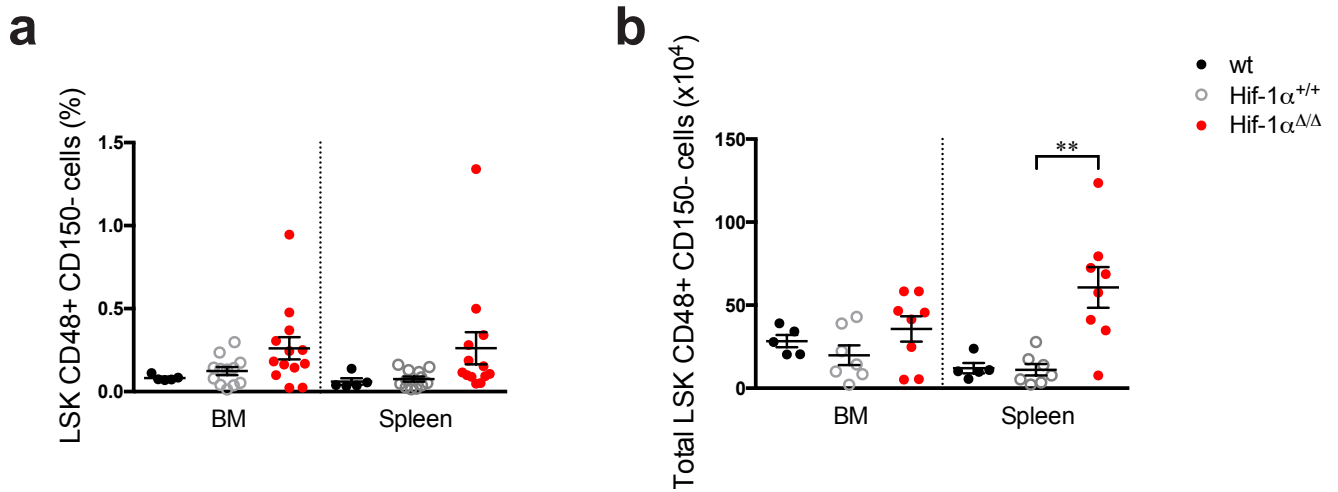 a
LSK CD48+ CD150- cells (%)
1.5
1.0
0.5
0.0
BM
Spleen
b
Total LSK CD48+ CD150- cells (x10⁴)
150
100
50
0
**
BM
Spleen
wt
Hif-1α⁺/⁺
Hif-1αΔ/Δ